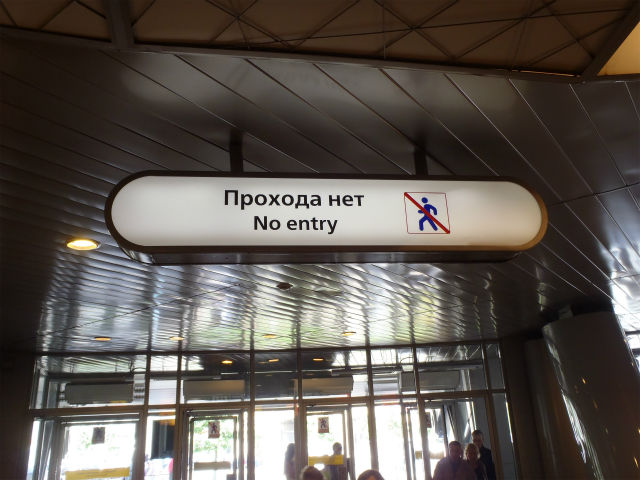 Прохода нет
No entry